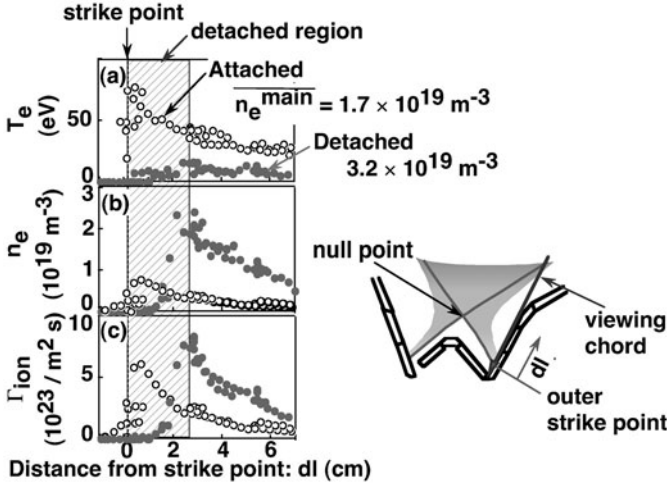 strike point
detached region
(a)
Attached
n_e^main = 1.7 × 10^19 m^-3
T_e
(eV)
50
0
Detached
3.2 × 10^19 m^-3
(b)
3
2
1
0
n_e
(10^19 m^-3)
null point
viewing
chord
dl
outer
strike point
(c)
10
5
0
Γ_ion
(10^23 / m^2 s)
0 2 4 6
Distance from strike point: dl (cm)